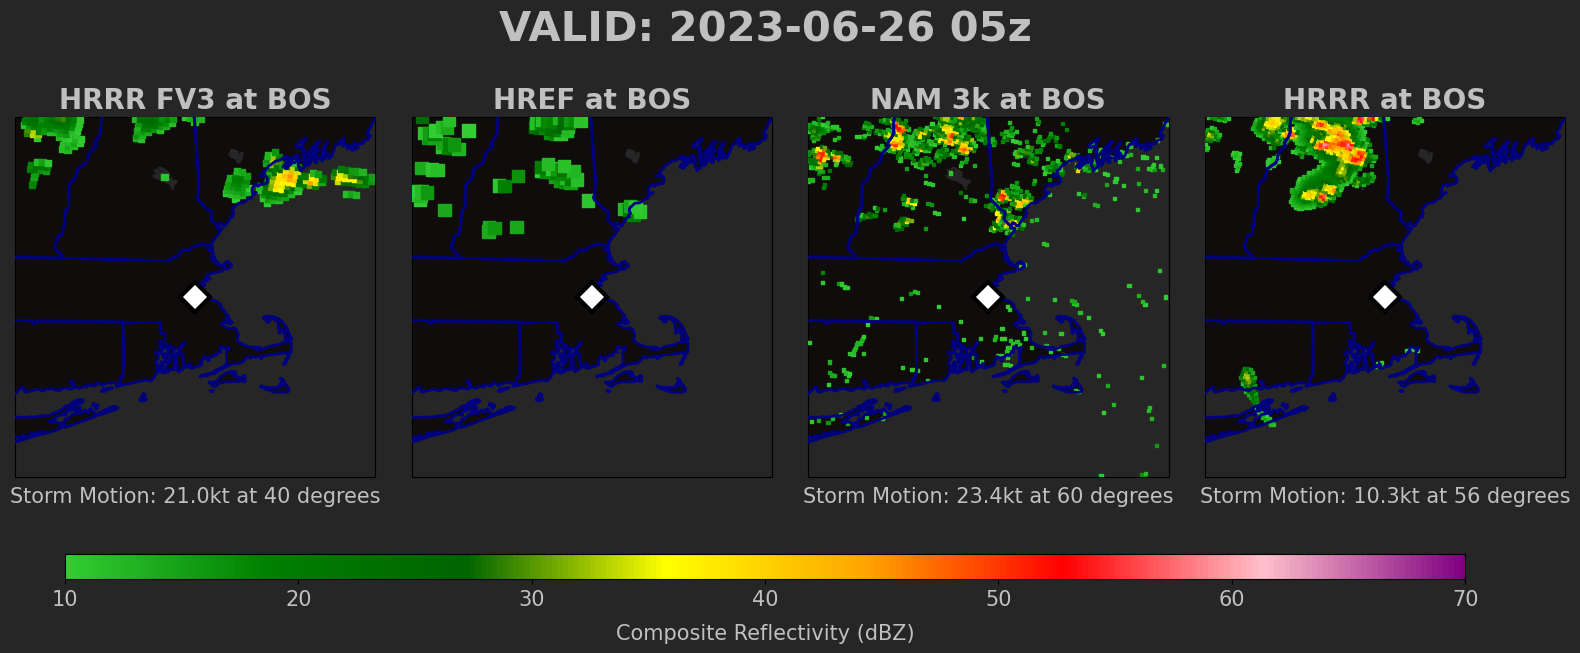 VALID: 2023-06-26 05z
HRRR FV3 at BOS
HREF at BOS
NAM 3k at BOS
HRRR at BOS
Storm Motion: 21.0kt at 40 degrees
Storm Motion: 23.4kt at 60 degrees
Storm Motion: 10.3kt at 56 degrees
10 20 30 40 50 60 70
Composite Reflectivity (dBZ)